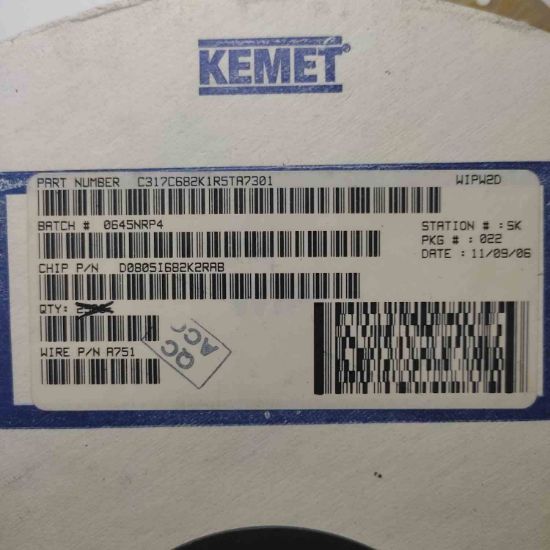 KEMET
PART NUMBER C317C682K1R5TA7301 WIPW2D
BATCH # 0645NRP4
STATION # : SK
PKG # : 022
DATE : 11/09/06
CHIP P/N D0805I682K2RAB
QTY:
QC
ACC
WIRE P/N A751